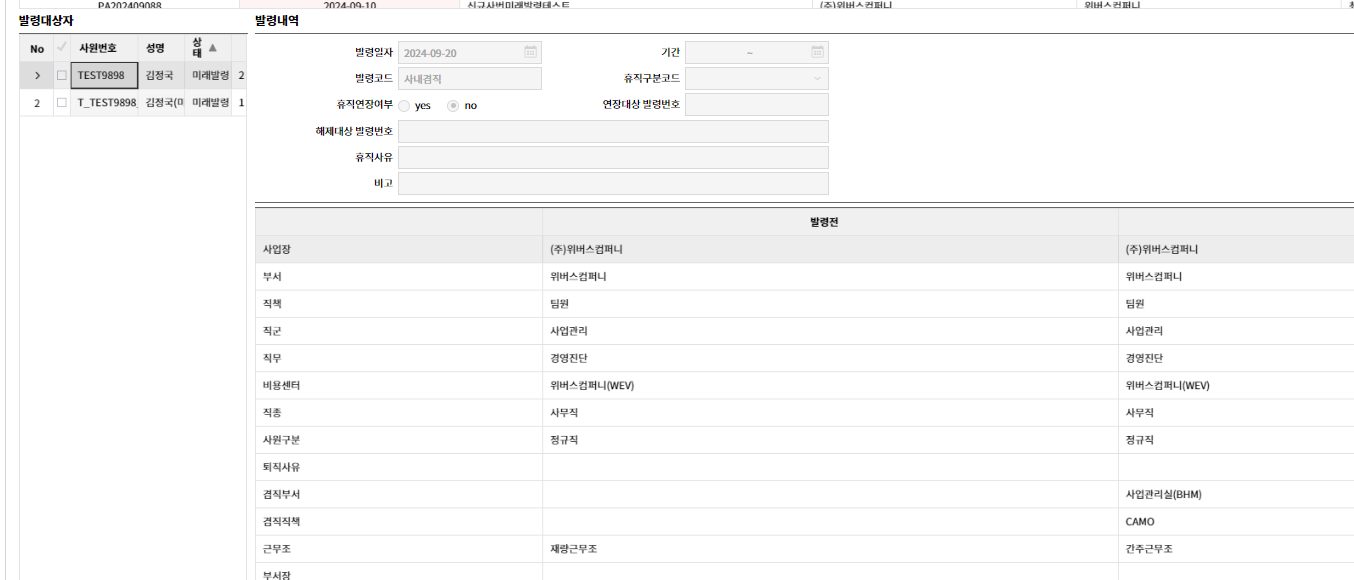 PA202409088 2024-09-10 신규사번미래발령테스트 (주)위버스컴퍼니 위버스컴퍼니
발령대상자 발령내역
No 사원번호 성명 상태 ▲
> TEST9898 김정국 미래발령 2
2 T_TEST9898 김정국(미 미래발령 1
발령일자 2024-09-20 기간 ~
발령코드 사내겸직 휴직구분코드
휴직연장여부 yes no 연장대상 발령번호
해제대상 발령번호
휴직사유
비고
발령전
사업장 (주)위버스컴퍼니 (주)위버스컴퍼니
부서 위버스컴퍼니 위버스컴퍼니
직책 팀원 팀원
직군 사업관리 사업관리
직무 경영진단 경영진단
비용센터 위버스컴퍼니(WEV) 위버스컴퍼니(WEV)
직종 사무직 사무직
사원구분 정규직 정규직
퇴직사유
겸직부서 사업관리실(BHM)
겸직직책 CAMO
근무조 재량근무조 간주근무조
부서장